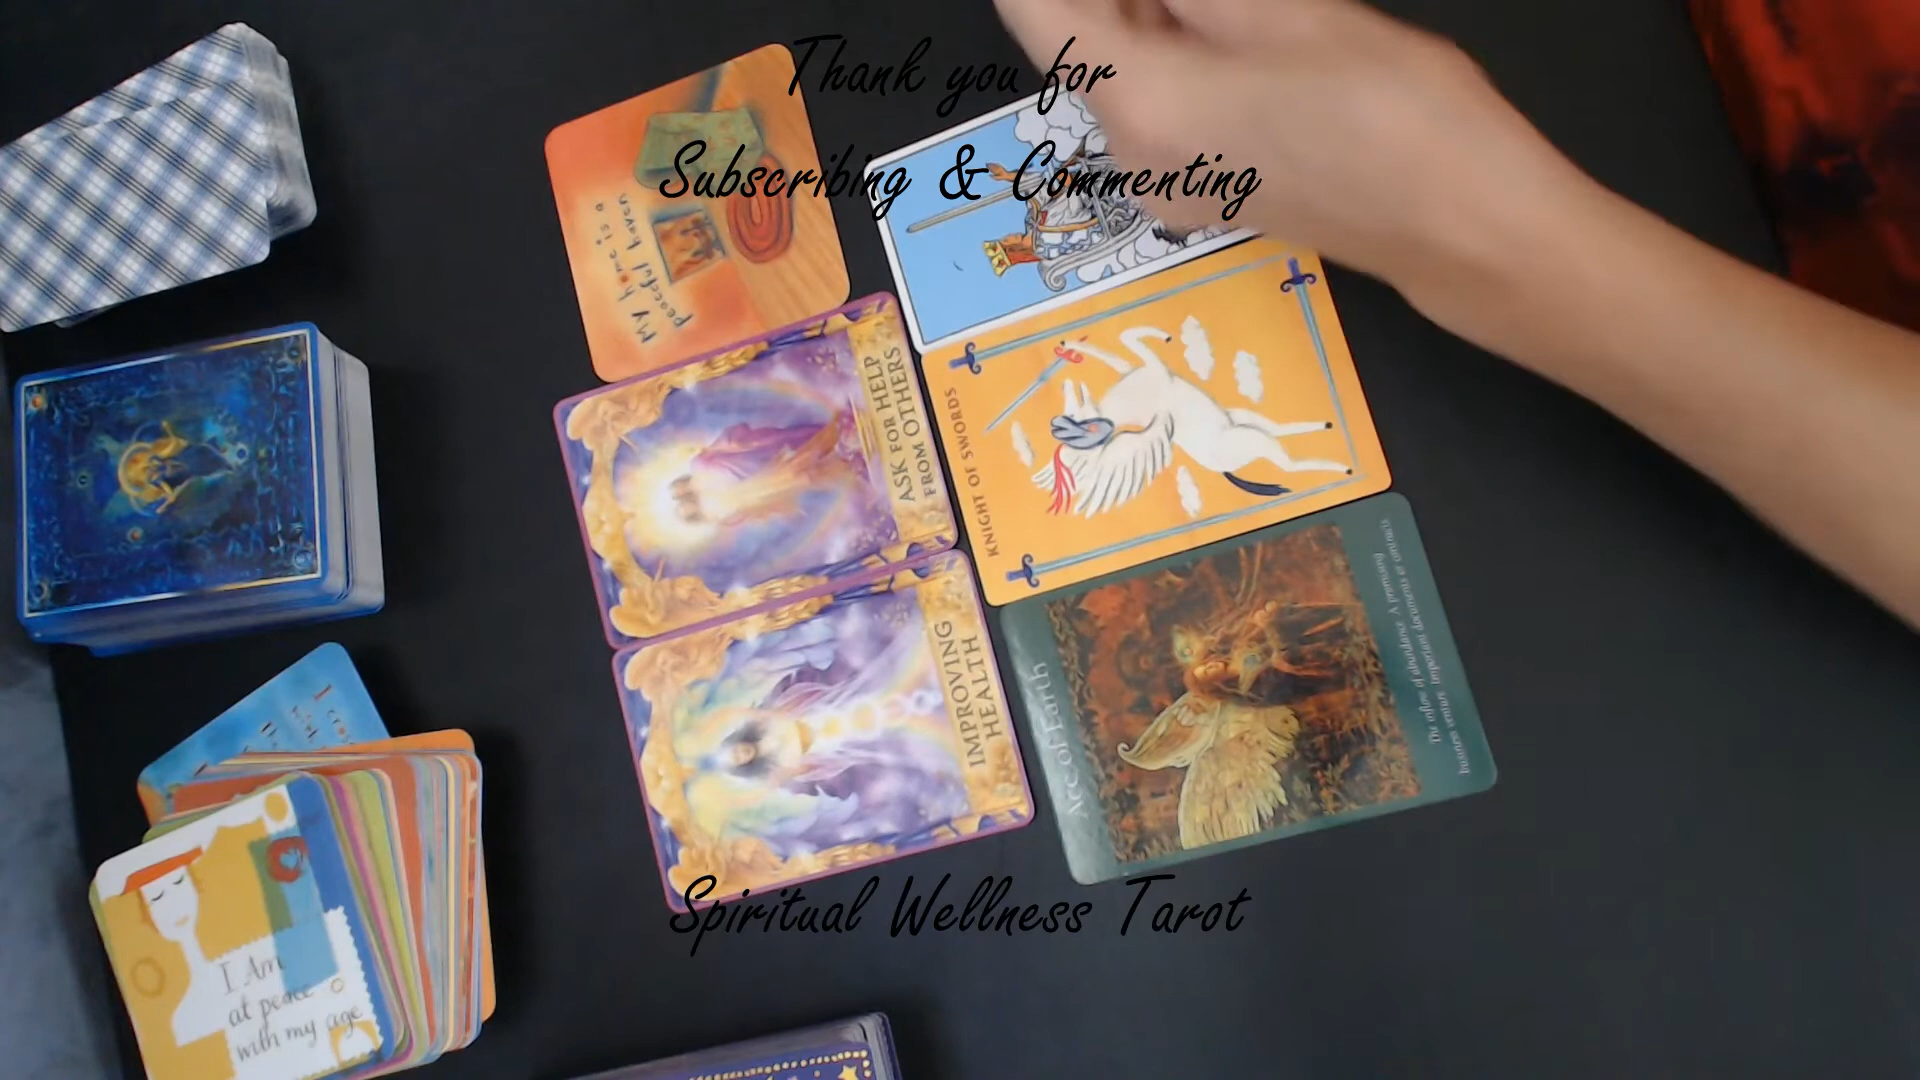 Thank you for
Subscribing & Commenting
My home is a
peaceful haven
ASK FOR HELP
FROM OTHERS
KNIGHT OF SWORDS
IMPROVING
HEALTH
Ace of Earth
The influx of abundance. A promising
business venture. Important documents or contracts
I
I Am
at peace
with my age
Spiritual Wellness Tarot